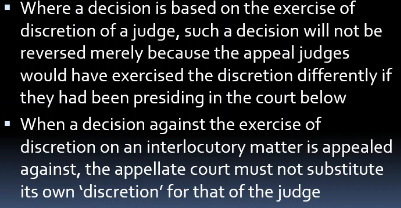 ▪ Where a decision is based on the exercise of
discretion of a judge, such a decision will not be
reversed merely because the appeal judges
would have exercised the discretion differently if
they had been presiding in the court below
▪ When a decision against the exercise of
discretion on an interlocutory matter is appealed
against, the appellate court must not substitute
its own ‘discretion’ for that of the judge